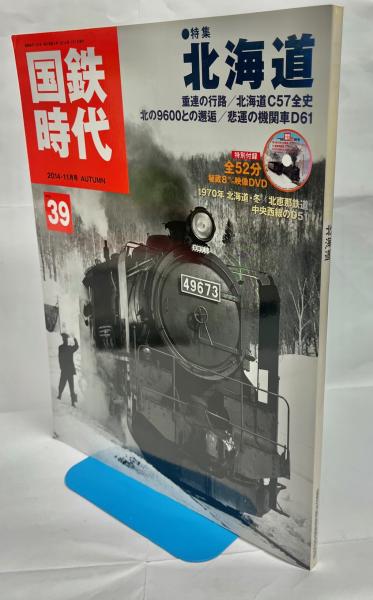 ●特集
北海道
国鉄
時代
重連の行路／北海道C57全史
北の9600との邂逅／悲運の機関車D61
2014-11月号 AUTUMN
39
特別付録
全52分
秘蔵8㍉映像DVD
1970年 北海道・冬／北恵那鉄道
中央西線のD51
49673